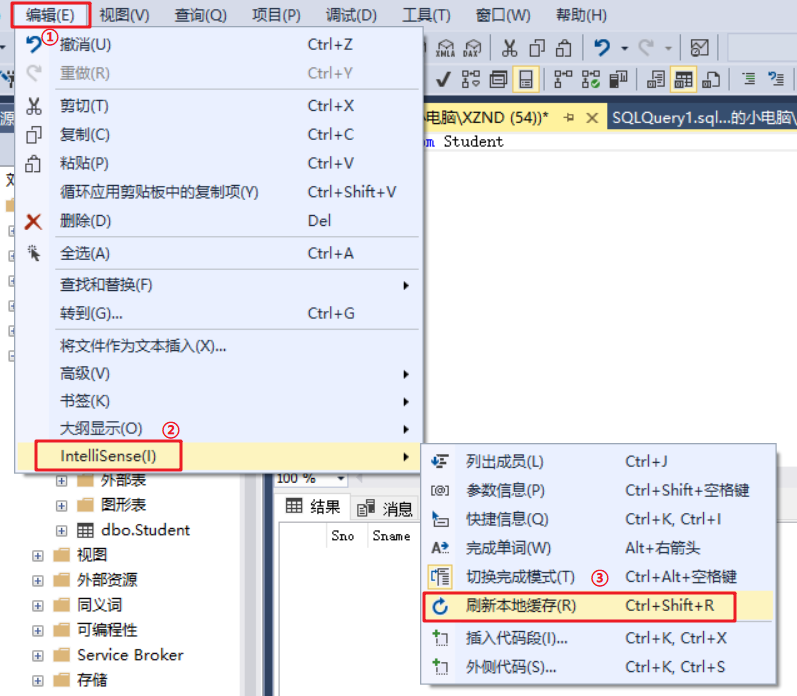 编辑(E) 视图(V) 查询(Q) 项目(P) 调试(D) 工具(T) 窗口(W) 帮助(H)
①
撤消(U) Ctrl+Z
重做(R) Ctrl+Y
XMLA DAX
剪切(T) Ctrl+X
复制(C) Ctrl+C
粘贴(P) Ctrl+V
循环应用剪贴板中的复制项(Y) Ctrl+Shift+V
删除(D) Del
全选(A) Ctrl+A
查找和替换(F)
转到(G)... Ctrl+G
将文件作为文本插入(X)...
高级(V)
书签(K)
大纲显示(O) ②
IntelliSense(I)
源
电脑\XZND (54))* SQLQuery1.sql...的小电脑\
om Student
100 %
结果 消息
Sno Sname
外部表
图形表
dbo.Student
视图
外部资源
同义词
可编程性
Service Broker
存储
列出成员(L) Ctrl+J
参数信息(P) Ctrl+Shift+空格键
快捷信息(Q) Ctrl+K, Ctrl+I
完成单词(W) Alt+右箭头
切换完成模式(T) ③ Ctrl+Alt+空格键
刷新本地缓存(R) Ctrl+Shift+R
插入代码段(I)... Ctrl+K, Ctrl+X
外侧代码(S)... Ctrl+K, Ctrl+S